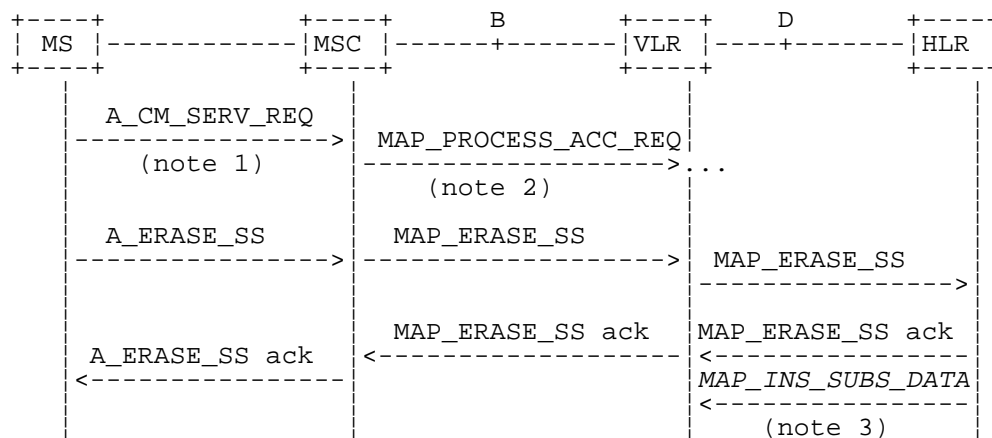 B D
MS MSC VLR HLR
A_CM_SERV_REQ
MAP_PROCESS_ACC_REQ
(note 1)
...
(note 2)
A_ERASE_SS MAP_ERASE_SS
MAP_ERASE_SS
MAP_ERASE_SS ack MAP_ERASE_SS ack
A_ERASE_SS ack
MAP_INS_SUBS_DATA
(note 3)